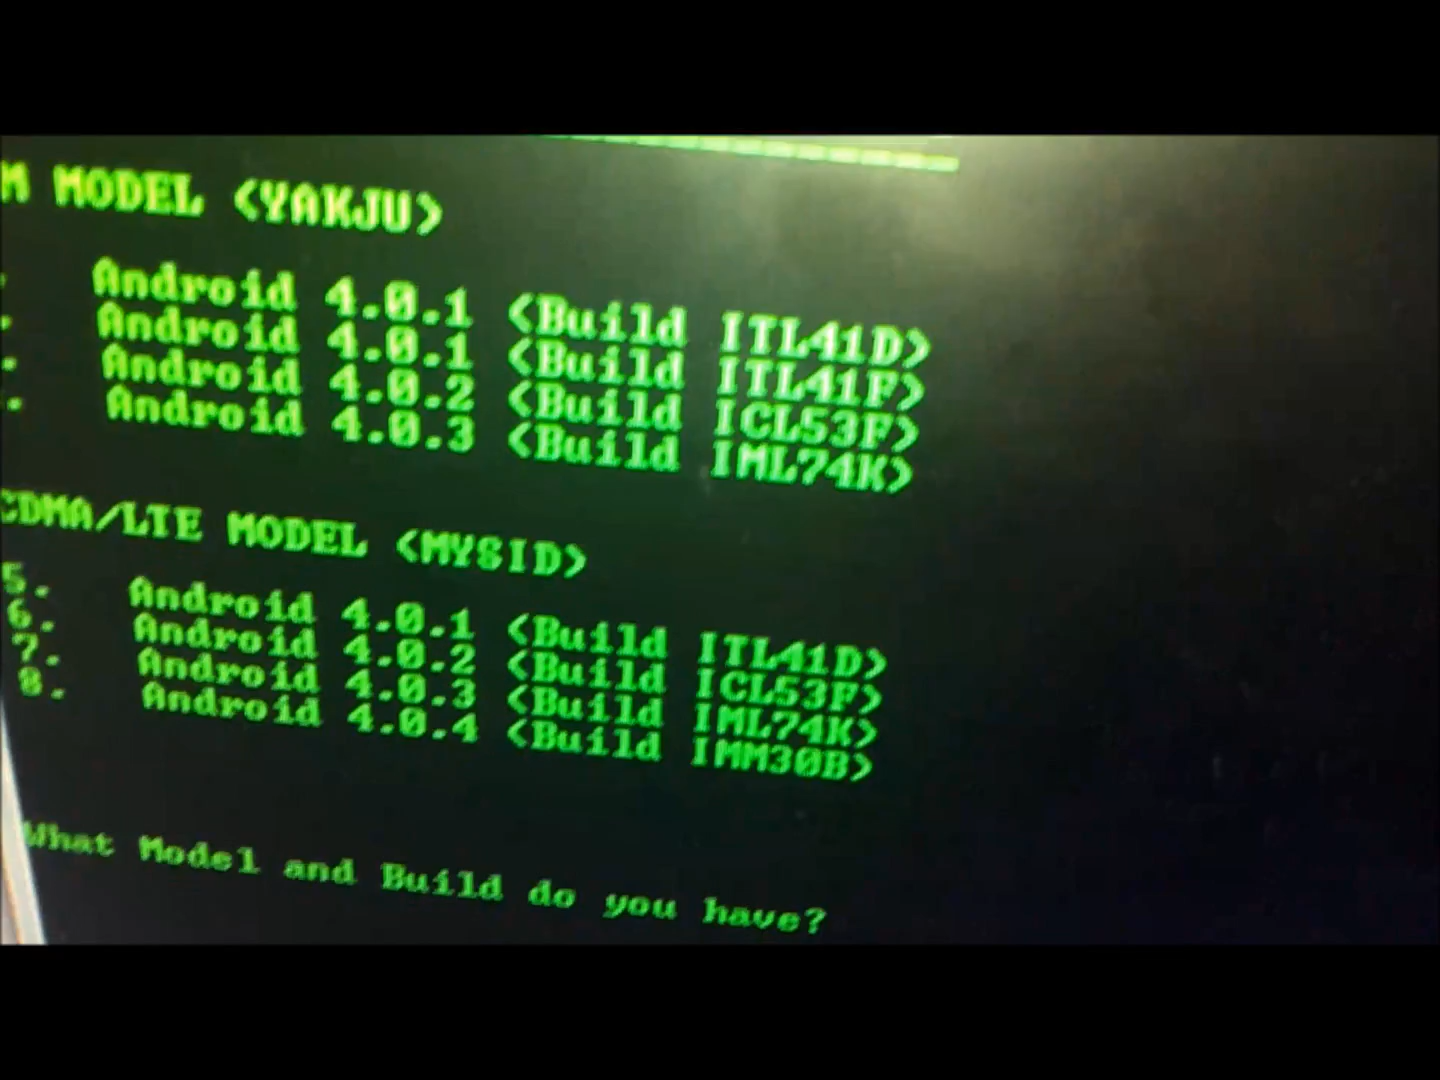 M MODEL <YAKJU>
. Android 4.0.1 <Build ITL41D>
. Android 4.0.1 <Build ITL41F>
. Android 4.0.2 <Build ICL53F>
. Android 4.0.3 <Build IML74K>
CDMA/LTE MODEL <MYSID>
5. Android 4.0.1 <Build ITL41D>
6. Android 4.0.2 <Build ICL53F>
7. Android 4.0.3 <Build IML74K>
8. Android 4.0.4 <Build IMM30B>
What Model and Build do you have?